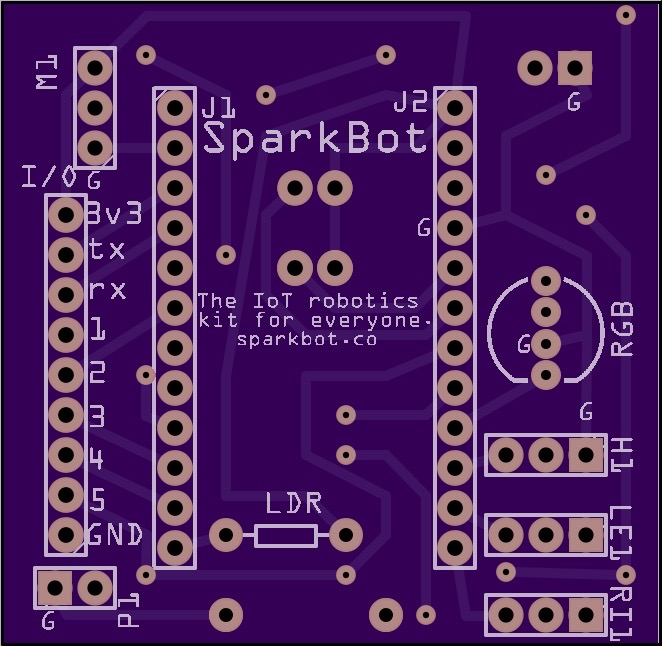 M1
J1
J2
G
SparkBot
I/O
G
3v3
G
tx
rx
The IoT robotics
kit for everyone.
sparkbot.co
RGB
G
1
2
3
4
5
GND
G
H1
LDR
LE1
RI1
P1
G